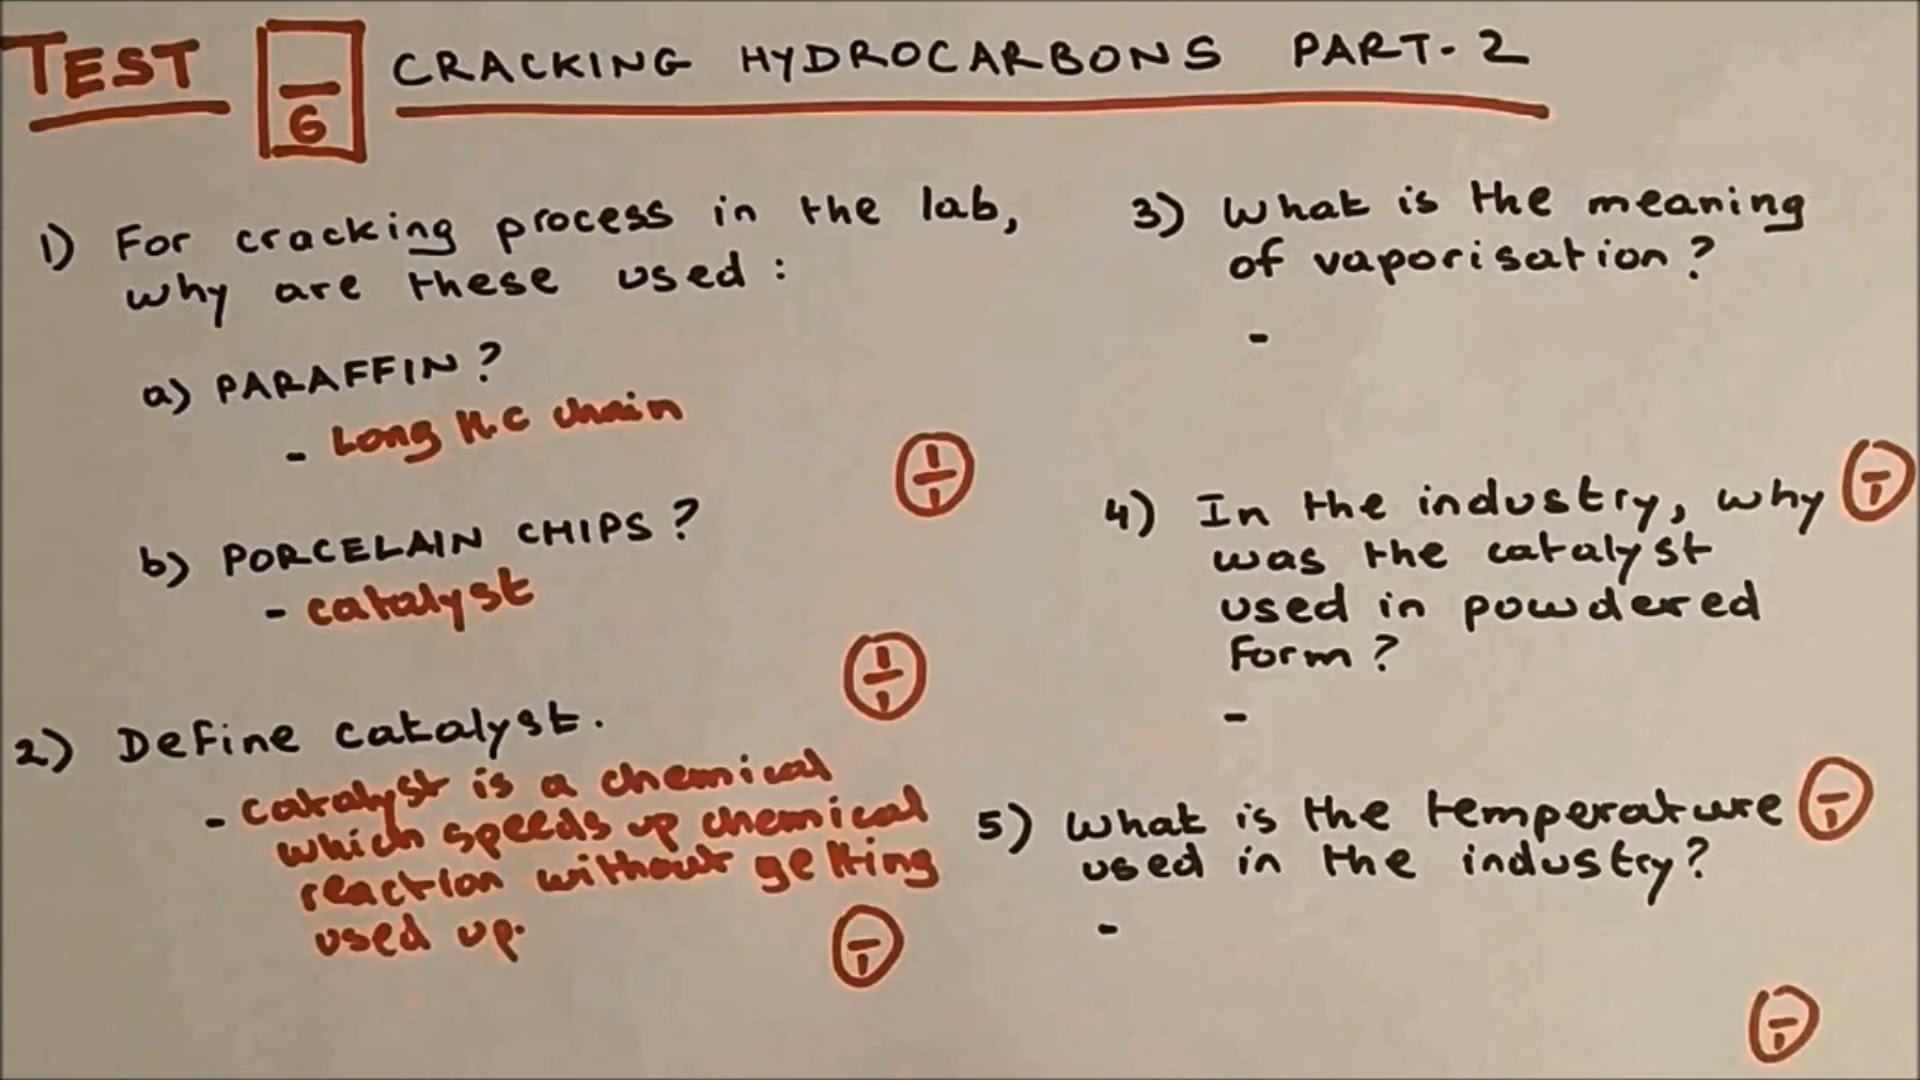 TEST
6
CRACKING HYDROCARBONS PART-2
1) For cracking process in the lab,
why are these used :
a) PARAFFIN ?
- Long H.C chain
1
1
b) PORCELAIN CHIPS ?
- catalyst
1
1
2) Define catalyst.
- catalyst is a chemical
which speeds up chemical
reaction without getting
used up.
1
3) What is the meaning
of vaporisation ?
-
1
4) In the industry, why
was the catalyst
used in powdered
form ?
-
1
5) What is the temperature
used in the industry?
-
1